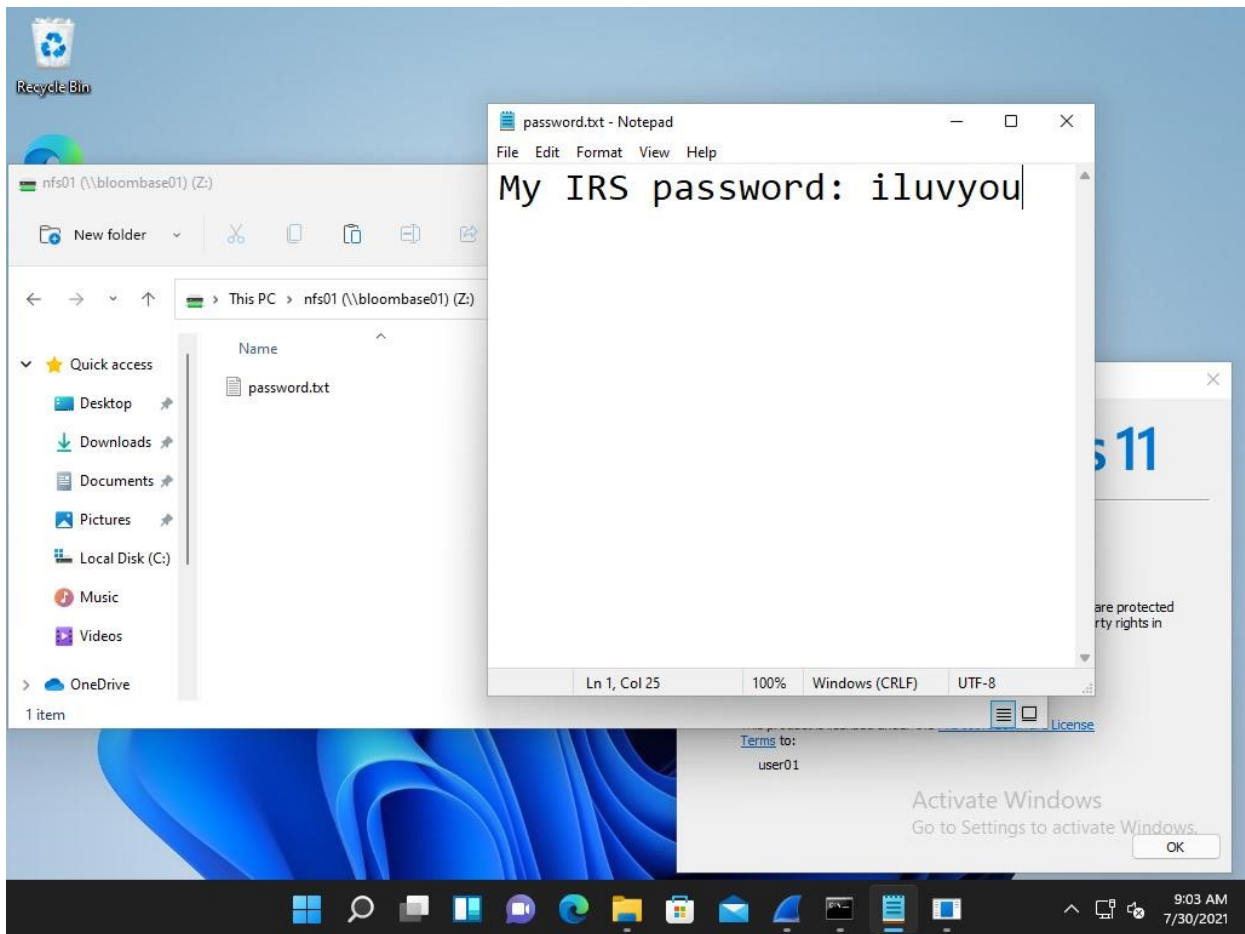 Recycle Bin
password.txt - Notepad
File Edit Format View Help
My IRS password: iluvyou
Ln 1, Col 25 100% Windows (CRLF) UTF-8
nfs01 (\\bloombase01) (Z:)
New folder
This PC > nfs01 (\\bloombase01) (Z:)
Name
password.txt
Quick access
Desktop
Downloads
Documents
Pictures
Local Disk (C:)
Music
Videos
OneDrive
1 item
s 11
are protected
rty rights in
License
Terms to:
user01
Activate Windows
Go to Settings to activate Windows.
OK
9:03 AM
7/30/2021